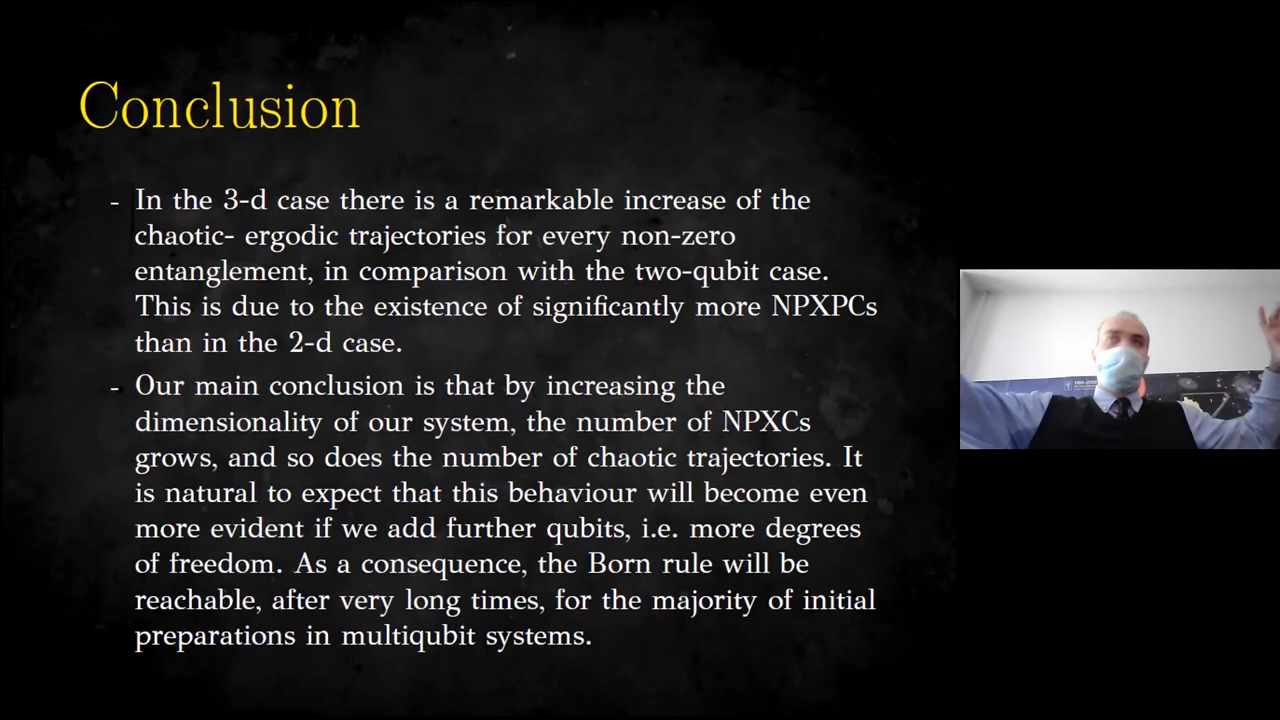 Conclusion
- In the 3-d case there is a remarkable increase of the
chaotic- ergodic trajectories for every non-zero
entanglement, in comparison with the two-qubit case.
This is due to the existence of significantly more NPXPCs
than in the 2-d case.
- Our main conclusion is that by increasing the
dimensionality of our system, the number of NPXCs
grows, and so does the number of chaotic trajectories. It
is natural to expect that this behaviour will become even
more evident if we add further qubits, i.e. more degrees
of freedom. As a consequence, the Born rule will be
reachable, after very long times, for the majority of initial
preparations in multiqubit systems.